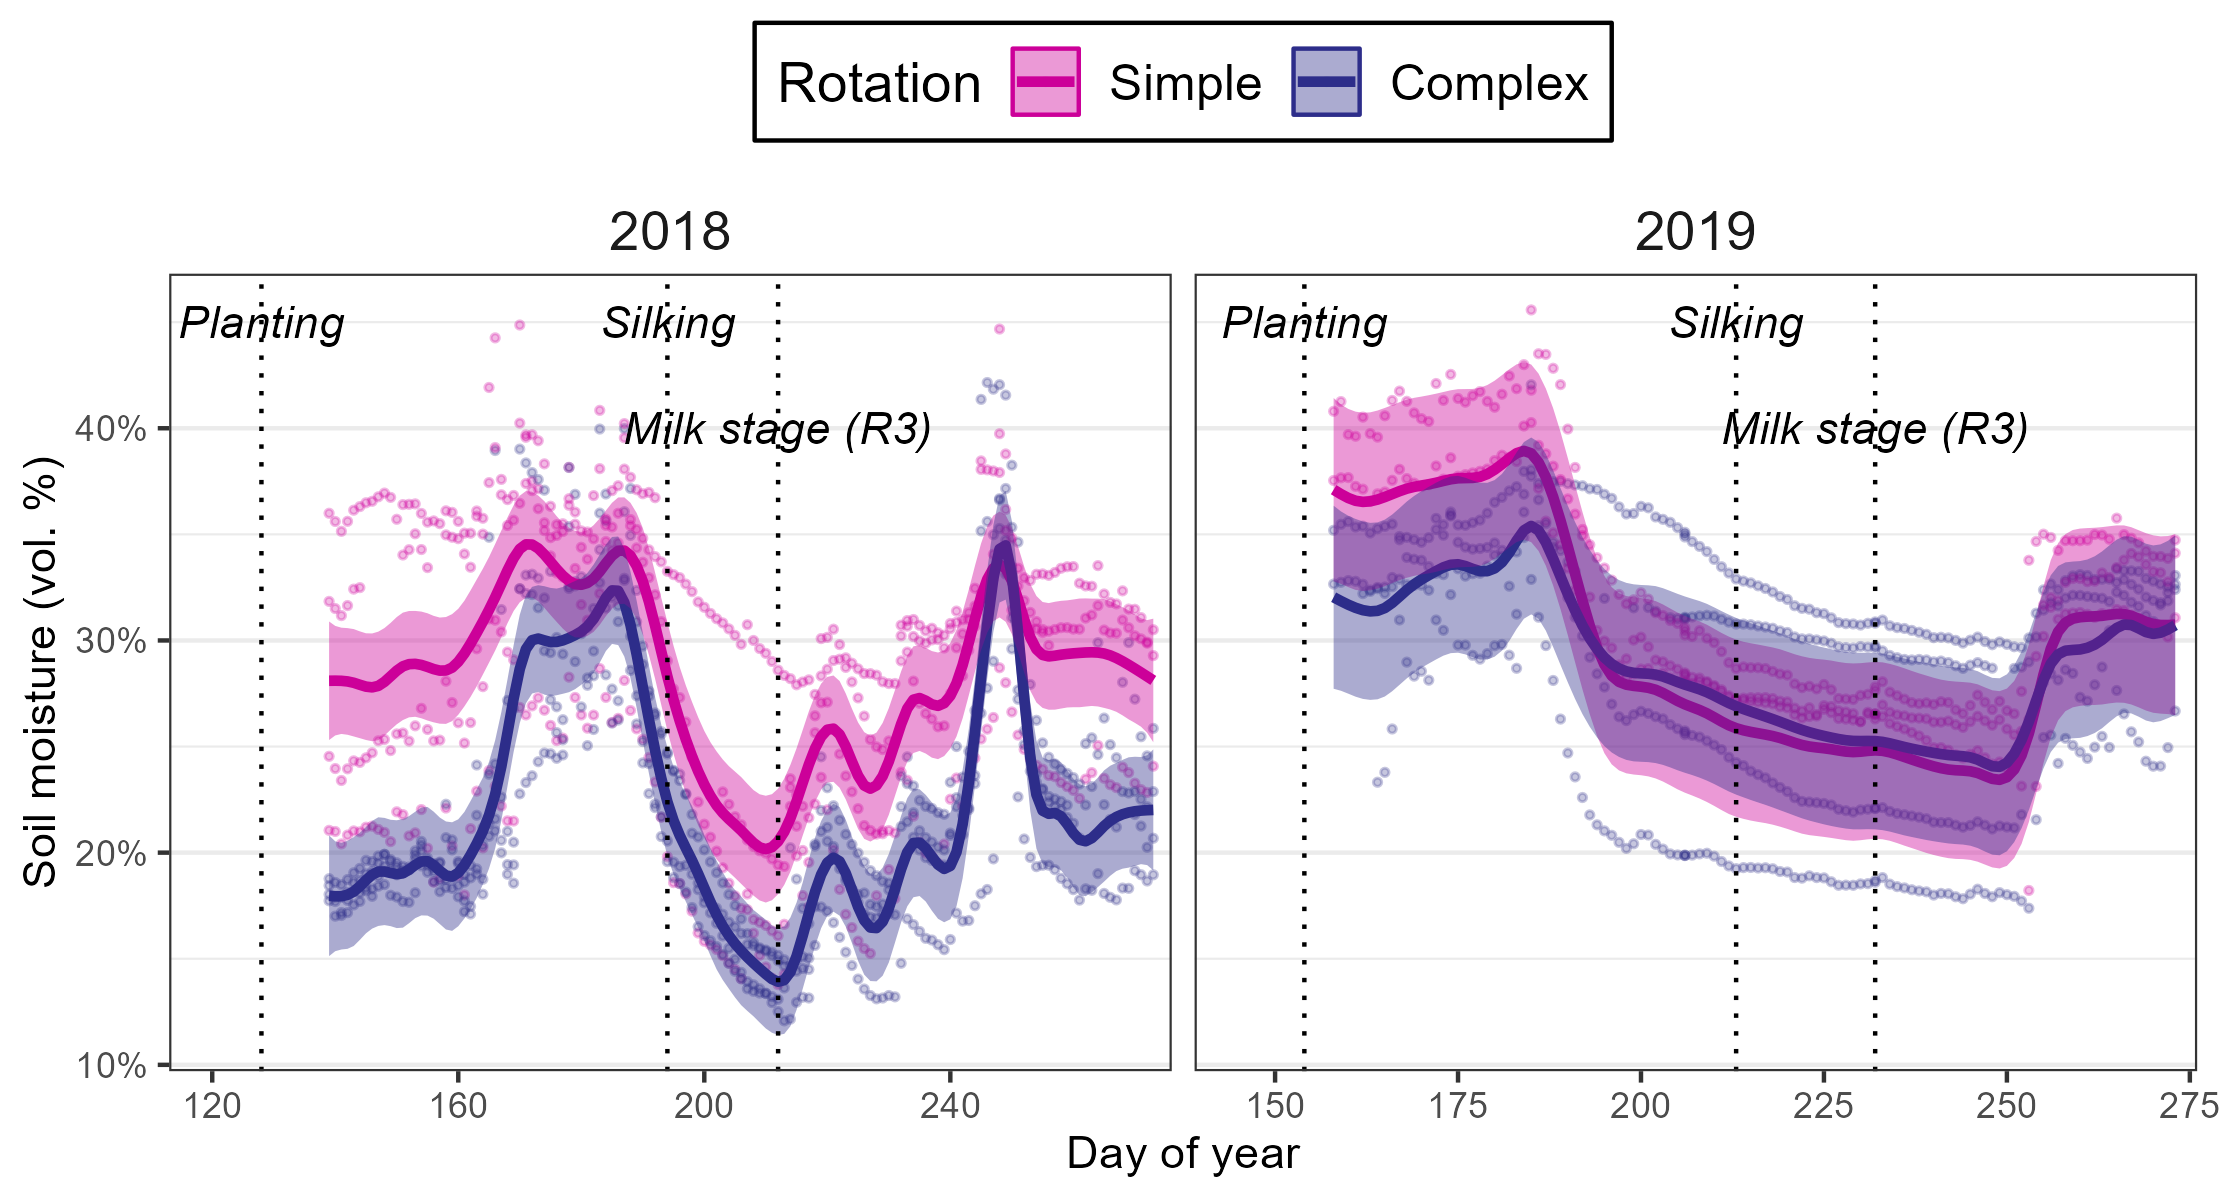 Rotation Simple Complex
2018 2019
Planting Silking Planting Silking
Milk stage (R3) Milk stage (R3)
Soil moisture (vol. %)
40%
30%
20%
10%
120 160 200 240 150 175 200 225 250 275
Day of year